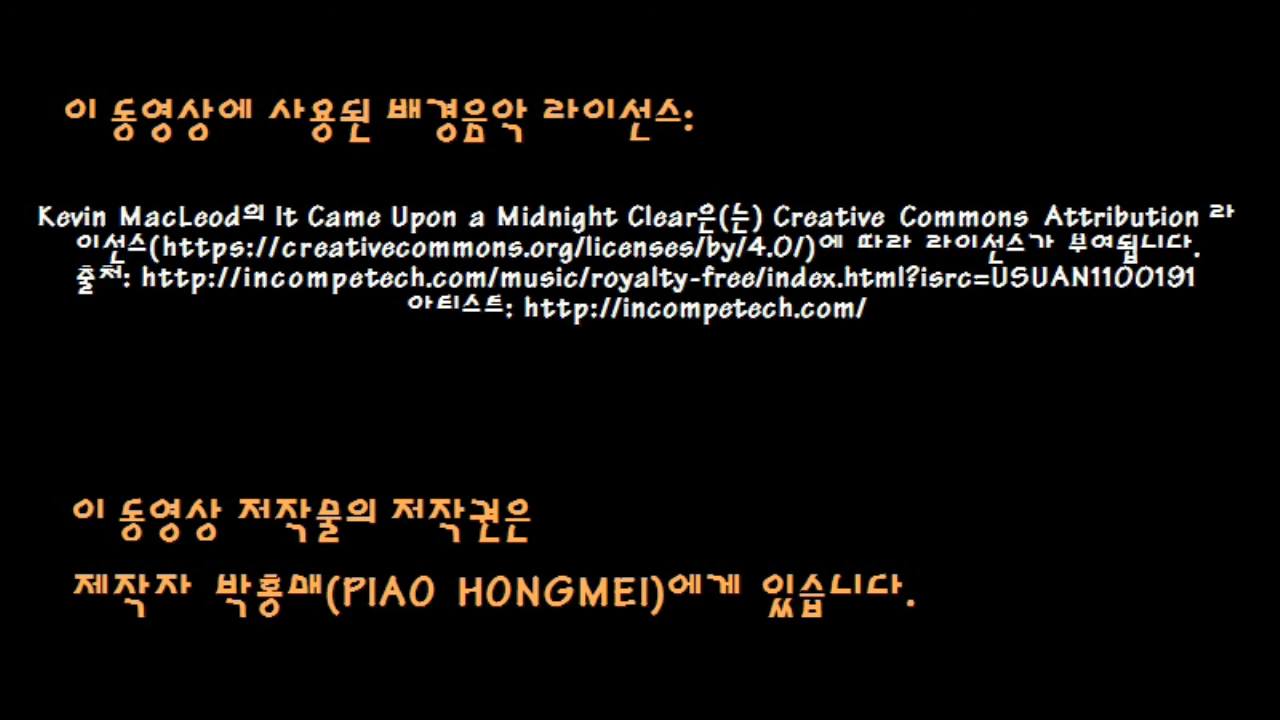 이 동영상에 사용된 배경음악 라이선스:
Kevin MacLeod의 It Came Upon a Midnight Clear은(는) Creative Commons Attribution 라
이선스(https://creativecommons.org/licenses/by/4.0/)에 따라 라이선스가 부여됩니다.
출처: http://incompetech.com/music/royalty-free/index.html?isrc=USUAN1100191
아티스트: http://incompetech.com/
이 동영상 저작물의 저작권은
제작자 박홍매(PIAO HONGMEI)에게 있습니다.